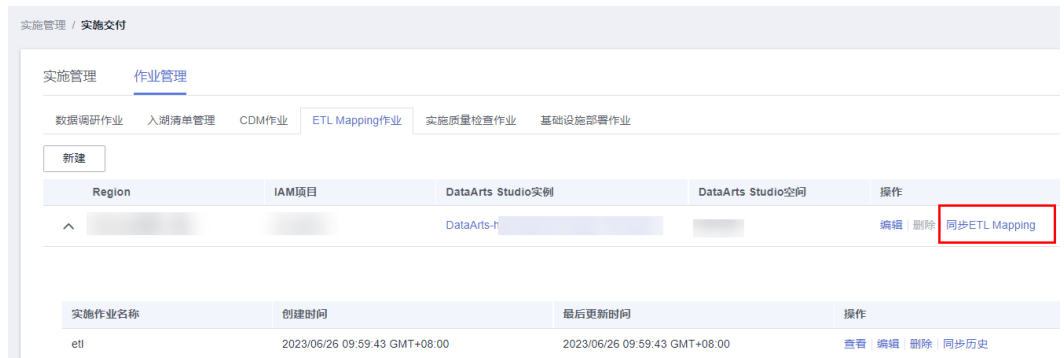 实施管理 / 实施交付
实施管理 作业管理
数据调研作业 入湖清单管理 CDM作业 ETL Mapping作业 实施质量检查作业 基础设施部署作业
新建
Region IAM项目 DataArts Studio实例 DataArts Studio空间 操作
DataArts-h 编辑 删除 同步ETL Mapping
实施作业名称 创建时间 最后更新时间 操作
etl 2023/06/26 09:59:43 GMT+08:00 2023/06/26 09:59:43 GMT+08:00 查看 编辑 删除 同步历史